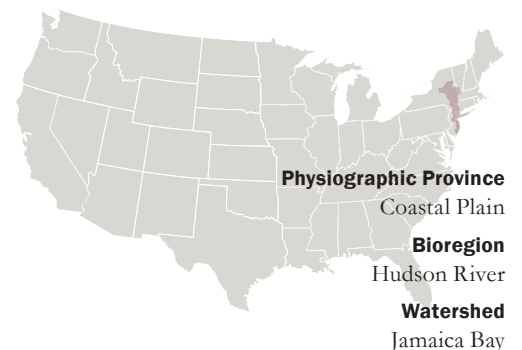 Physiographic Province
Coastal Plain
Bioregion
Hudson River
Watershed
Jamaica Bay